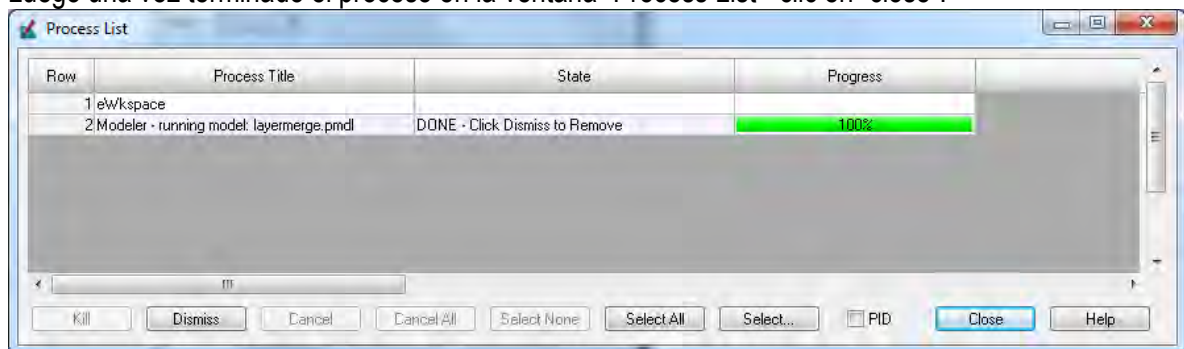 Luego una vez terminado el proceso en la ventana "Process List" clic en "close".
Process List
Row Process Title State Progress
1 eWkspace
2 Modeler - running model: layermerge.pmdl DONE - Click Dismiss to Remove 100%
Kill Dismiss Cancel Cancel All Select None Select All Select... PID Close Help